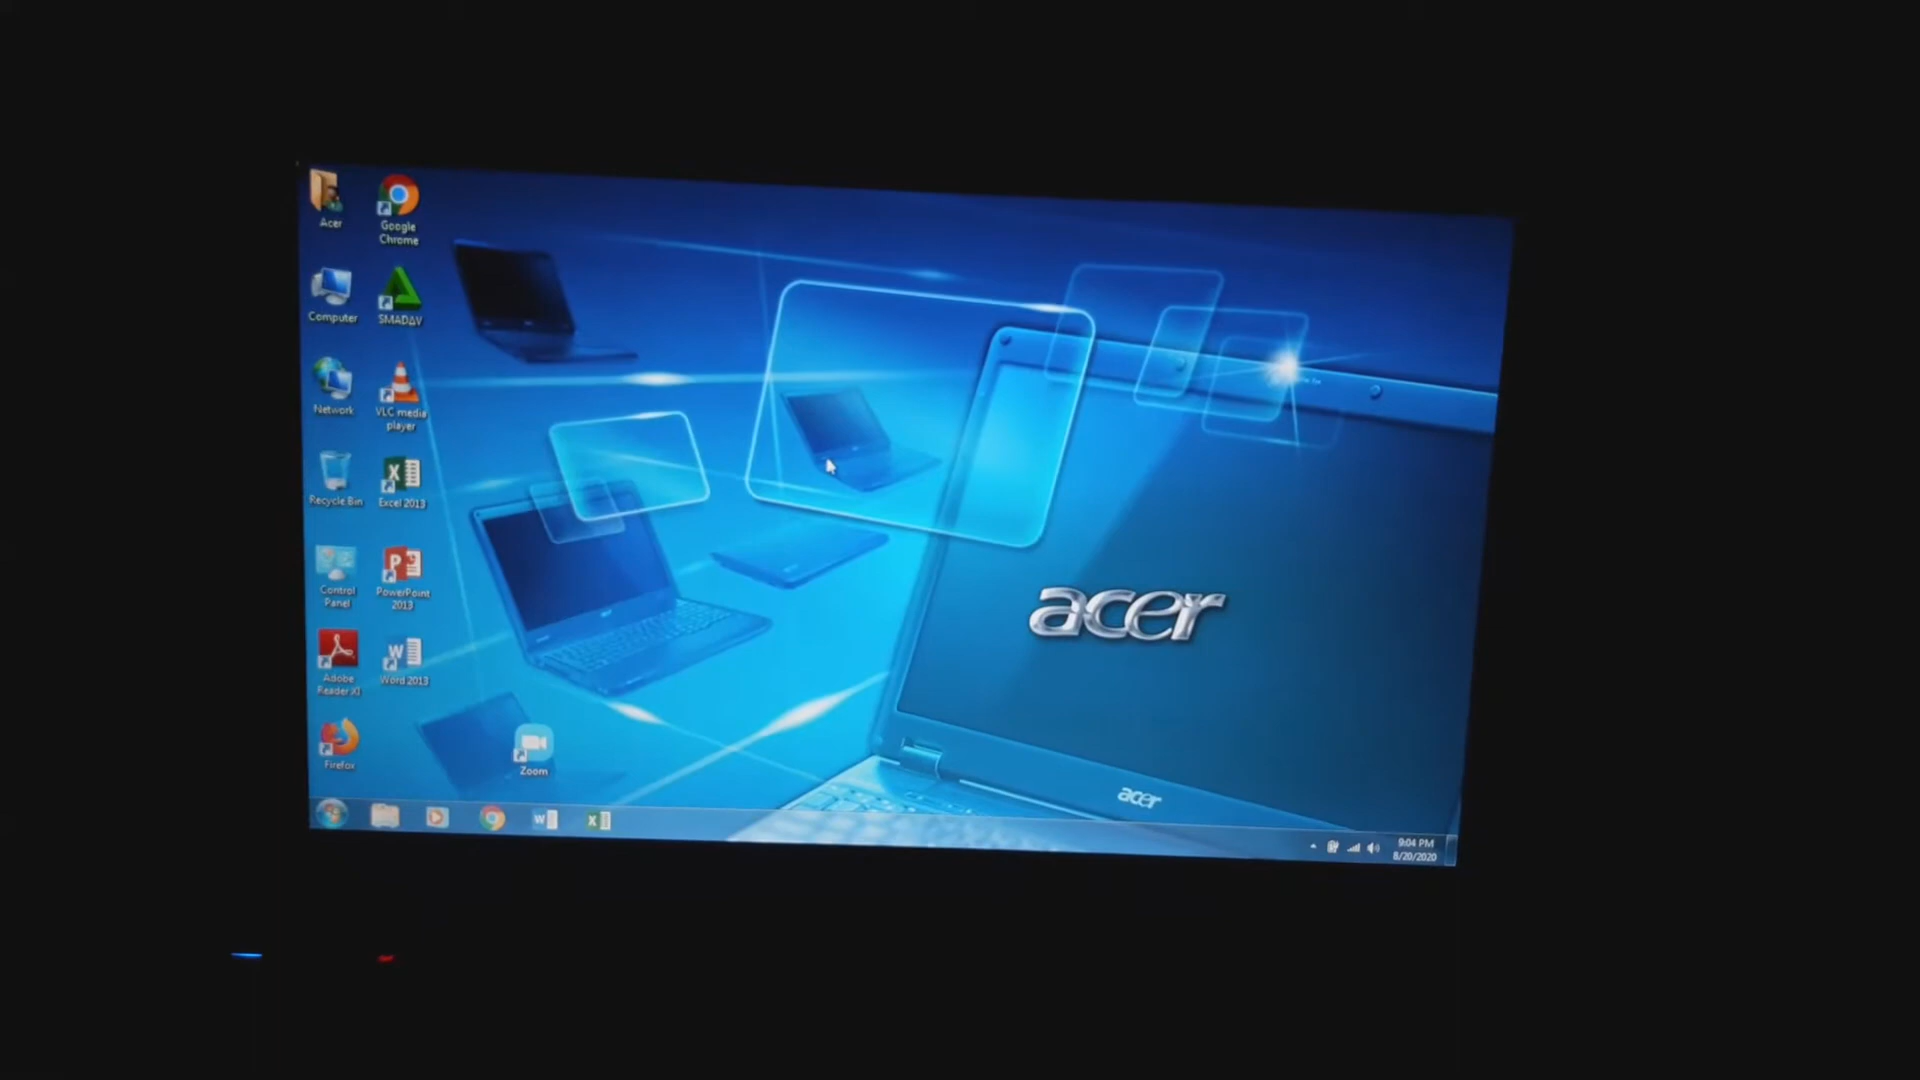 Acer
Google
Chrome
Computer
SMADAV
Network
VLC media
player
Recycle Bin
Excel 2013
Control
Panel
PowerPoint
2013
Adobe
Reader XI
Word 2013
Firefox
Zoom
acer
acer
9:04 PM
8/20/2020